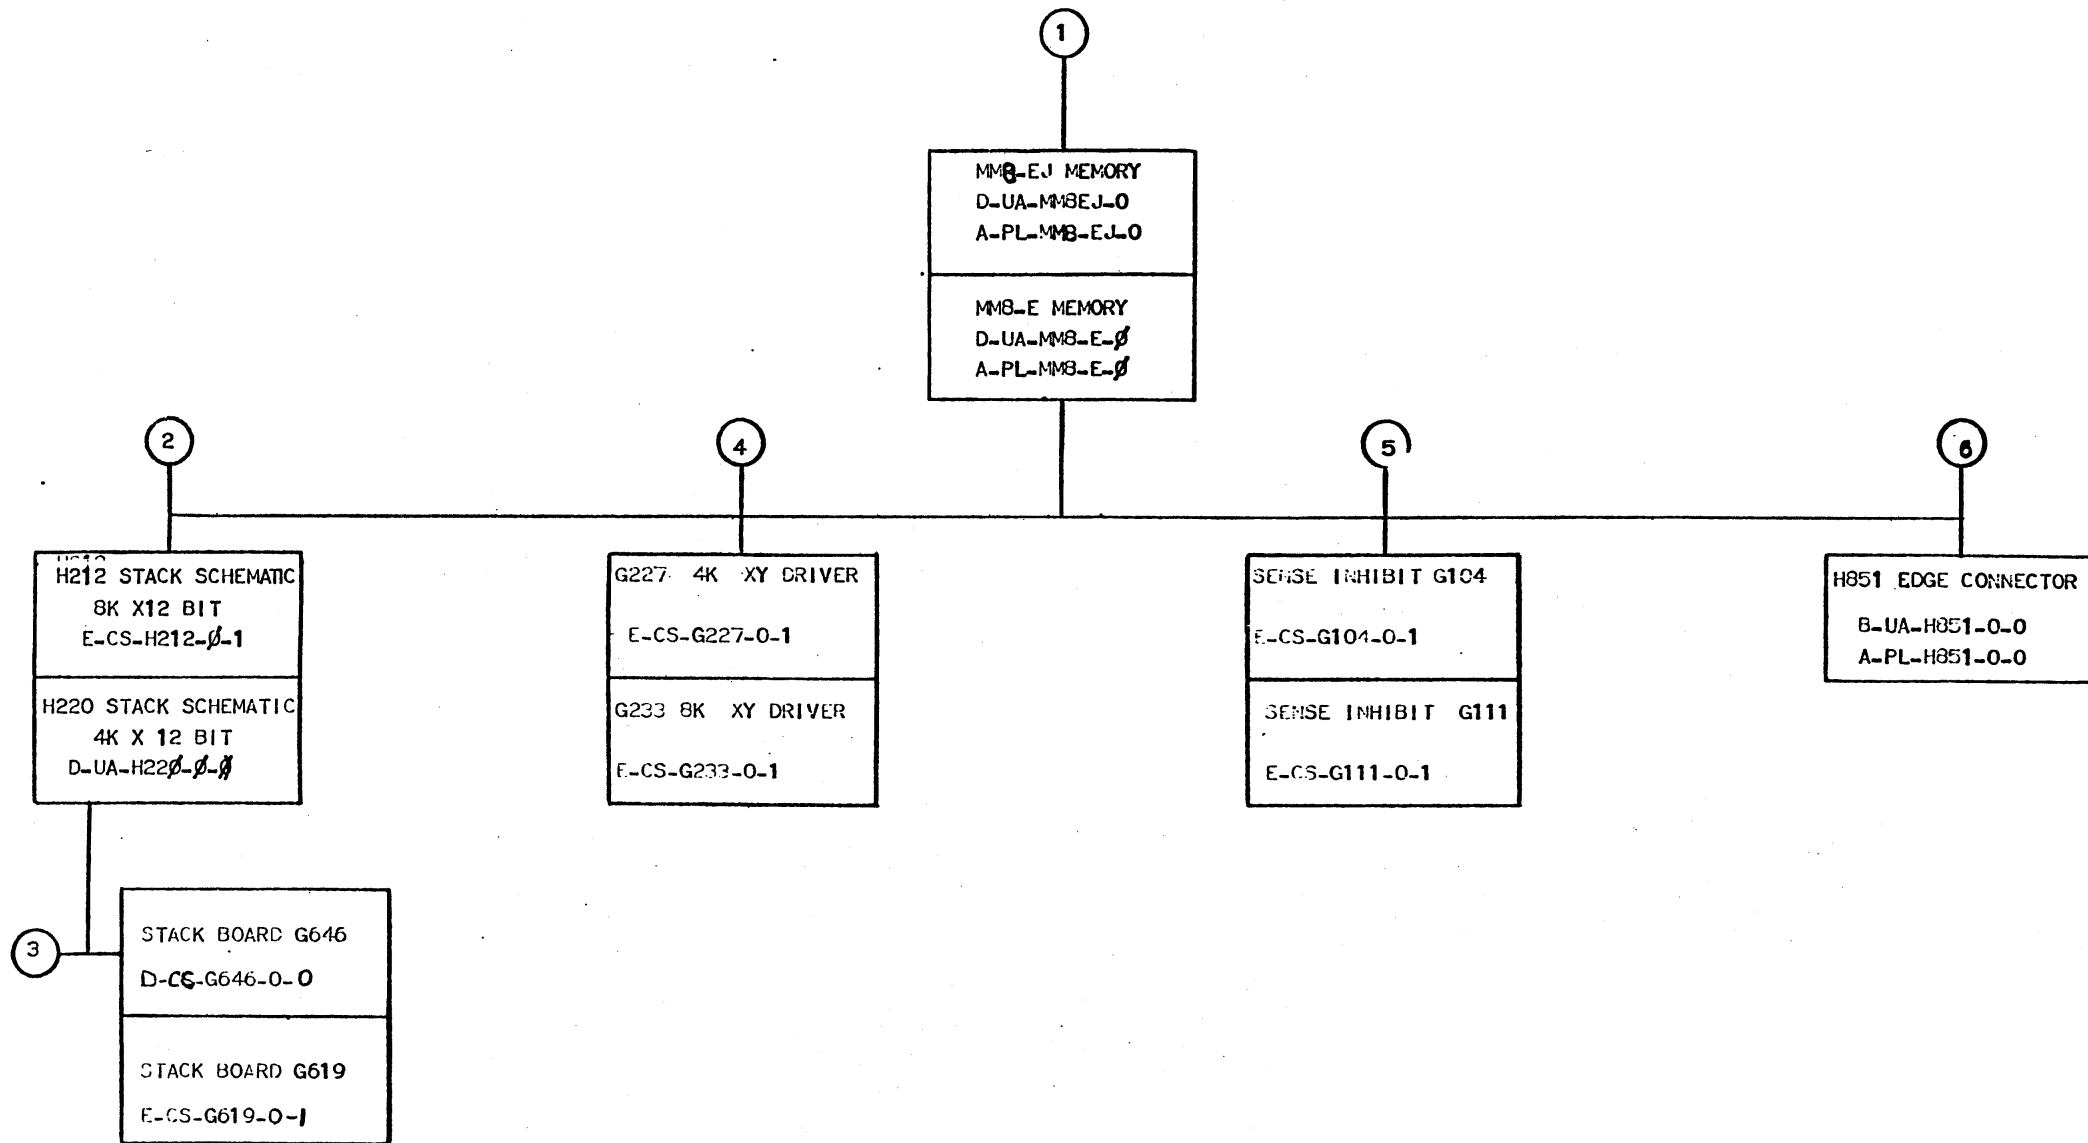 1
MM8-EJ MEMORY
D-UA-MM8EJ-0
A-PL-MM8-EJ-0
MM8-E MEMORY
D-UA-MM8-E-Ø
A-PL-MM8-E-Ø
2
4
5
6
H212 STACK SCHEMATIC
8K X12 BIT
E-CS-H212-Ø-1
H220 STACK SCHEMATIC
4K X 12 BIT
D-UA-H22Ø-Ø-Ø
G227 4K XY DRIVER
E-CS-G227-0-1
G233 8K XY DRIVER
E-CS-G233-0-1
SENSE INHIBIT G104
E-CS-G104-0-1
SENSE INHIBIT G111
E-CS-G111-0-1
H851 EDGE CONNECTOR
B-UA-H851-0-0
A-PL-H851-0-0
3
STACK BOARD G646
D-CS-G646-0-0
STACK BOARD G619
E-CS-G619-0-1